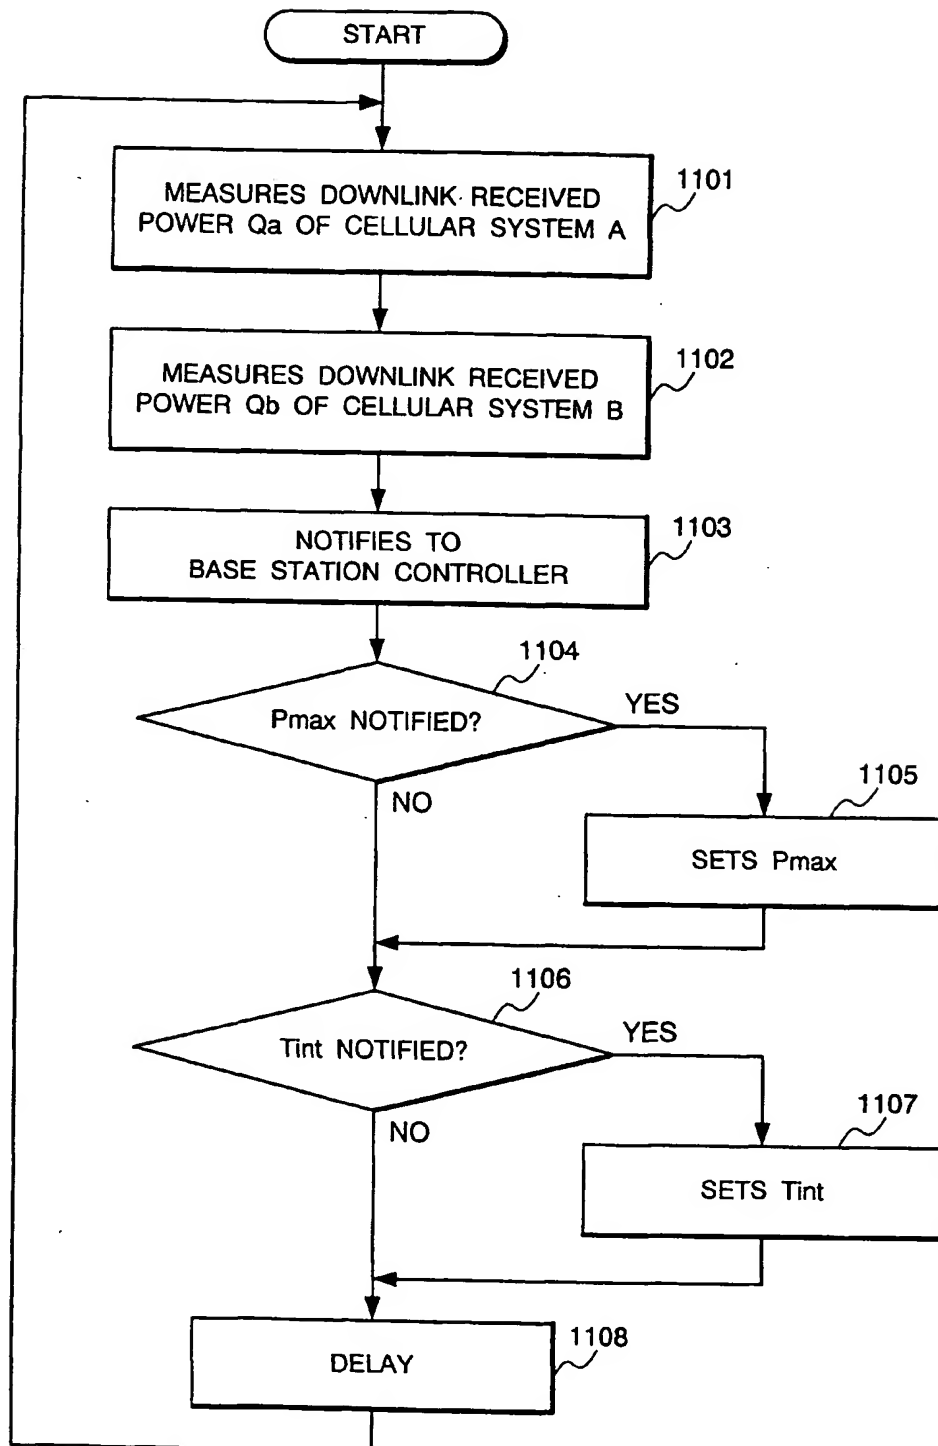 START
MEASURES DOWNLINK RECEIVED
POWER Qa OF CELLULAR SYSTEM A
1101
MEASURES DOWNLINK RECEIVED
POWER Qb OF CELLULAR SYSTEM B
1102
NOTIFIES TO
BASE STATION CONTROLLER
1103
1104
Pmax NOTIFIED?
YES
NO
1105
SETS Pmax
1106
Tint NOTIFIED?
YES
NO
1107
SETS Tint
DELAY
1108